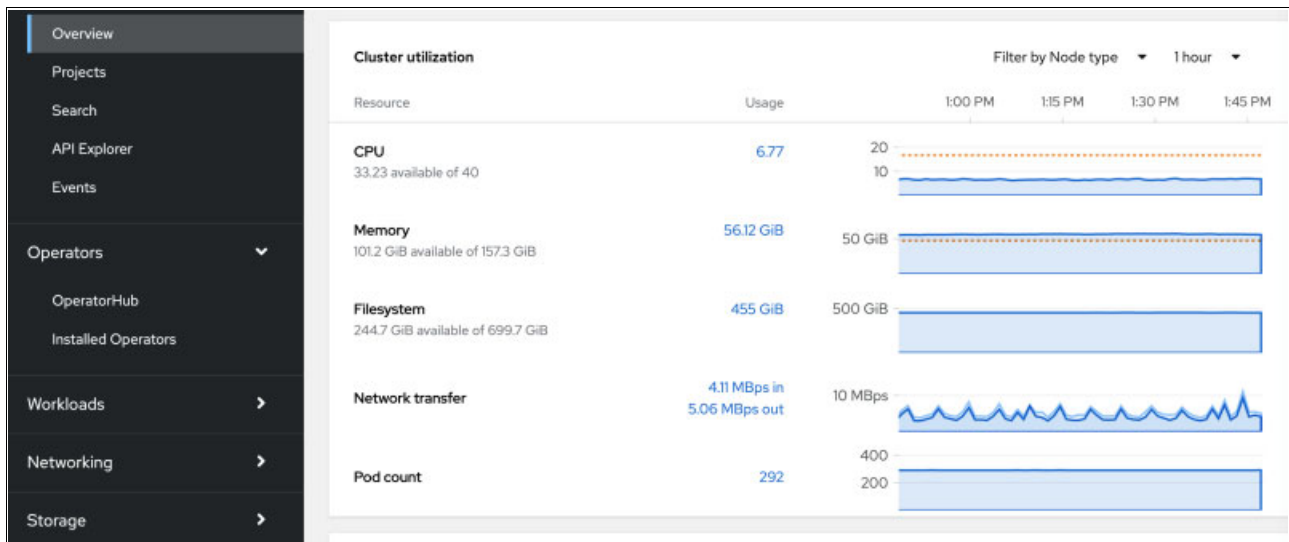 Overview
Projects
Search
API Explorer
Events
Operators
OperatorHub
Installed Operators
Workloads
Networking
Storage
Cluster utilization
Filter by Node type
1 hour
Resource
Usage
1:00 PM
1:15 PM
1:30 PM
1:45 PM
CPU
33.23 available of 40
6.77
20
10
Memory
101.2 GiB available of 157.3 GiB
56.12 GiB
50 GiB
Filesystem
244.7 GiB available of 699.7 GiB
455 GiB
500 GiB
Network transfer
4.11 MBps in
5.06 MBps out
10 MBps
Pod count
292
400
200